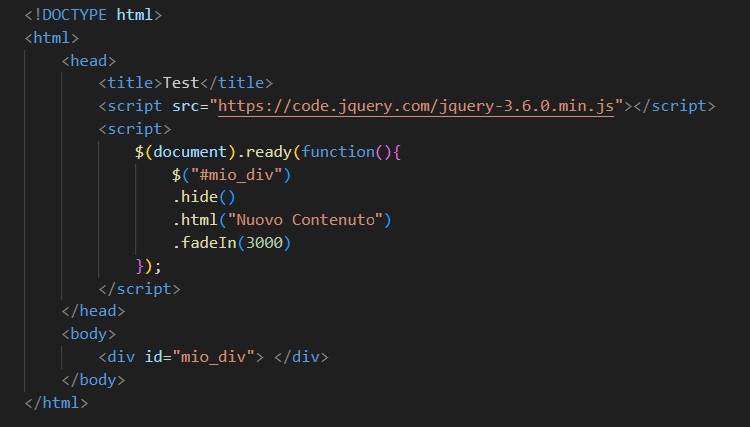 <!DOCTYPE html>
<html>
    <head>
        <title>Test</title>
        <script src="https://code.jquery.com/jquery-3.6.0.min.js"></script>
        <script>
            $(document).ready(function(){
                $("#mio_div")
                .hide()
                .html("Nuovo Contenuto")
                .fadeIn(3000)
            });
        </script>
    </head>
    <body>
        <div id="mio_div"> </div>
    </body>
</html>